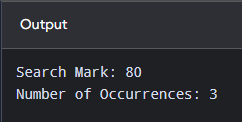 Output
Search Mark: 80
Number of Occurrences: 3